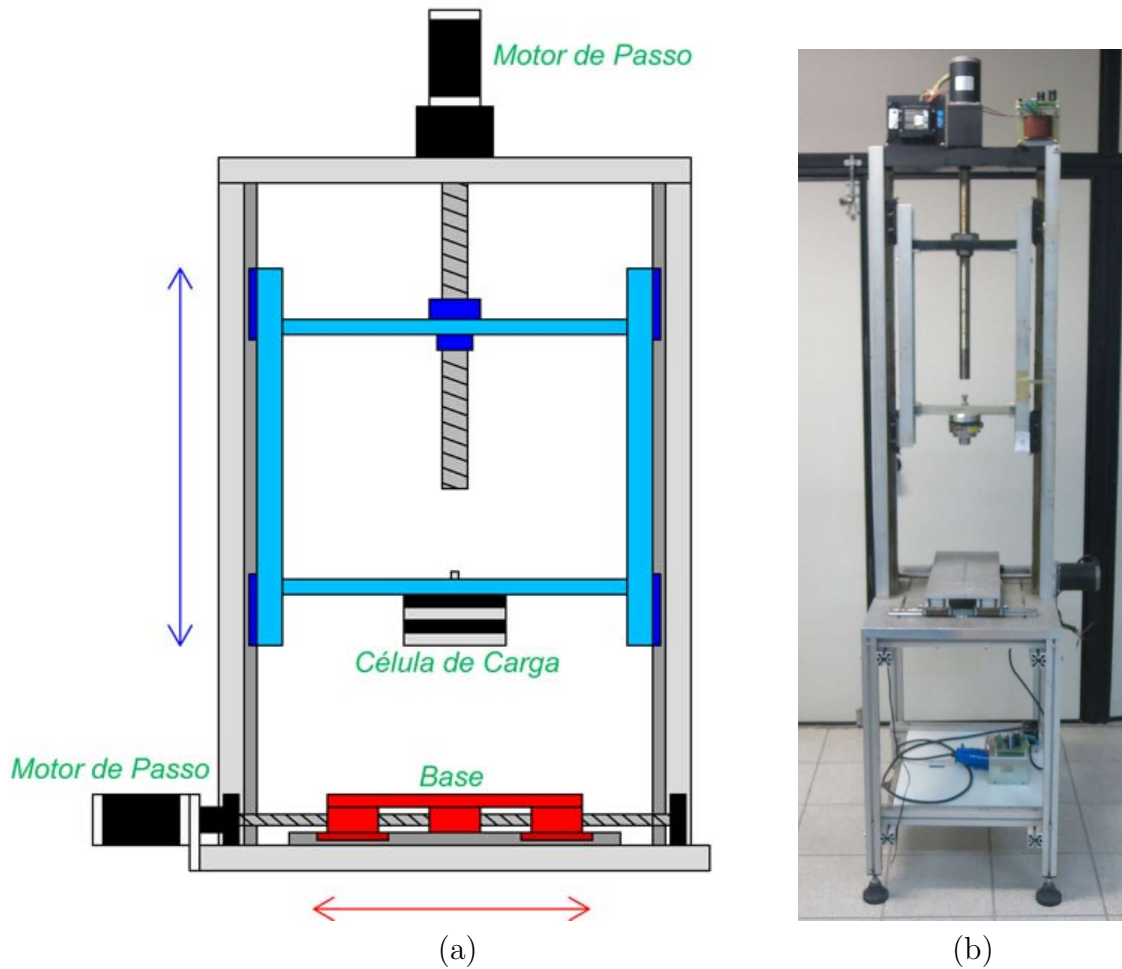 Motor de Passo
Célula de Carga
Motor de Passo
Base
(a)
(b)